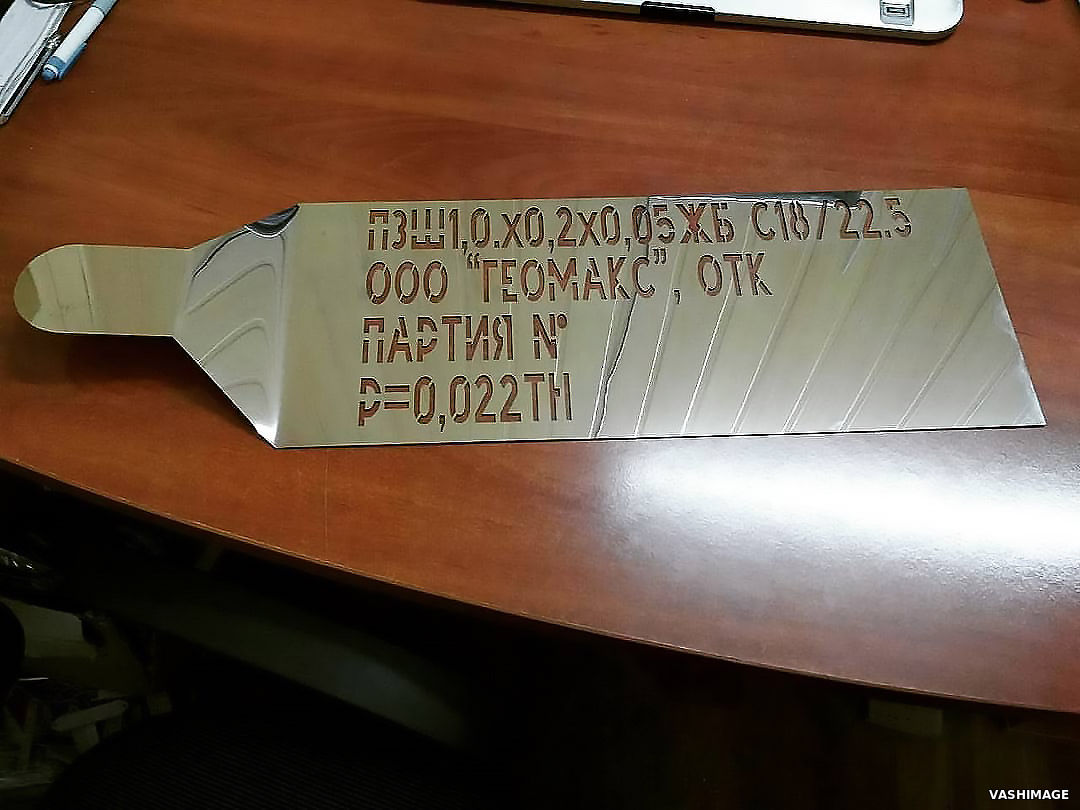 ПЗШ1,0.х0,2х0,05ЖБ С18/22.5
ООО “ГЕОМАКС”, ОТК
ПАРТИЯ №
Р=0,022ТН
VASHIMAGE